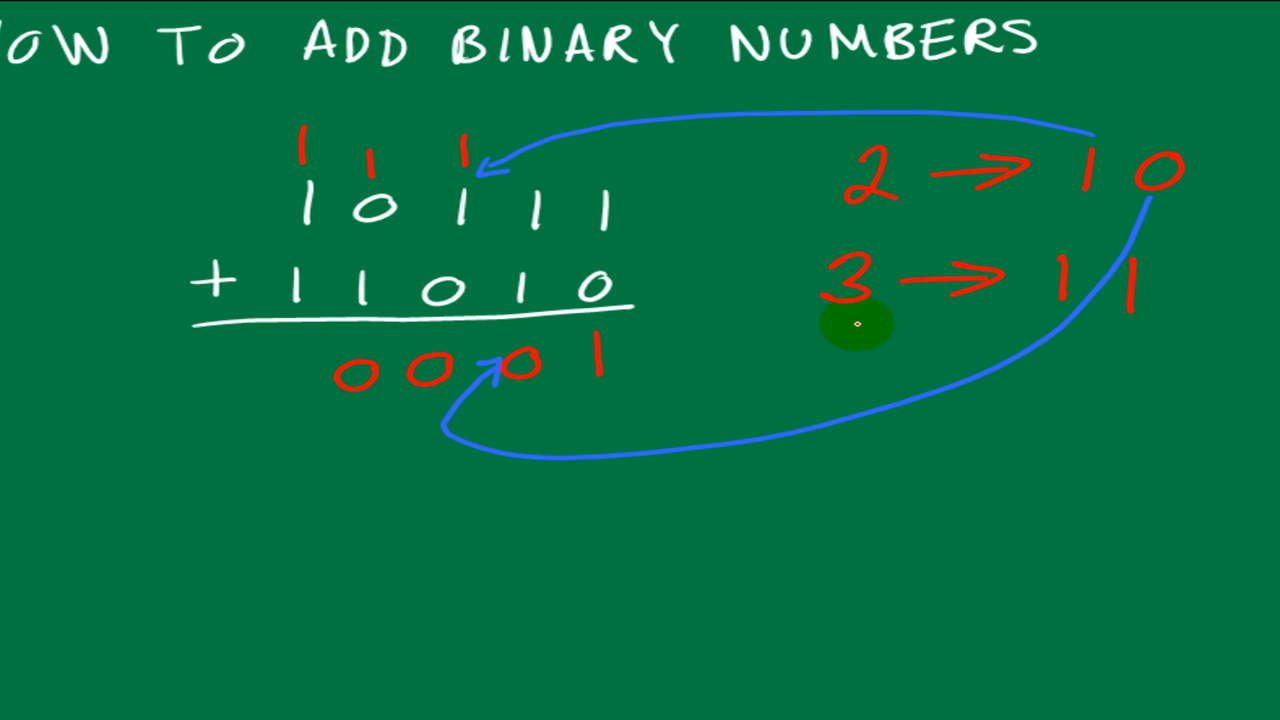 OW TO ADD BINARY NUMBERS
1 1 1
1 0 1 1 1
+ 1 1 0 1 0
0 0 0 1
2 → 1 0
3 → 1 1